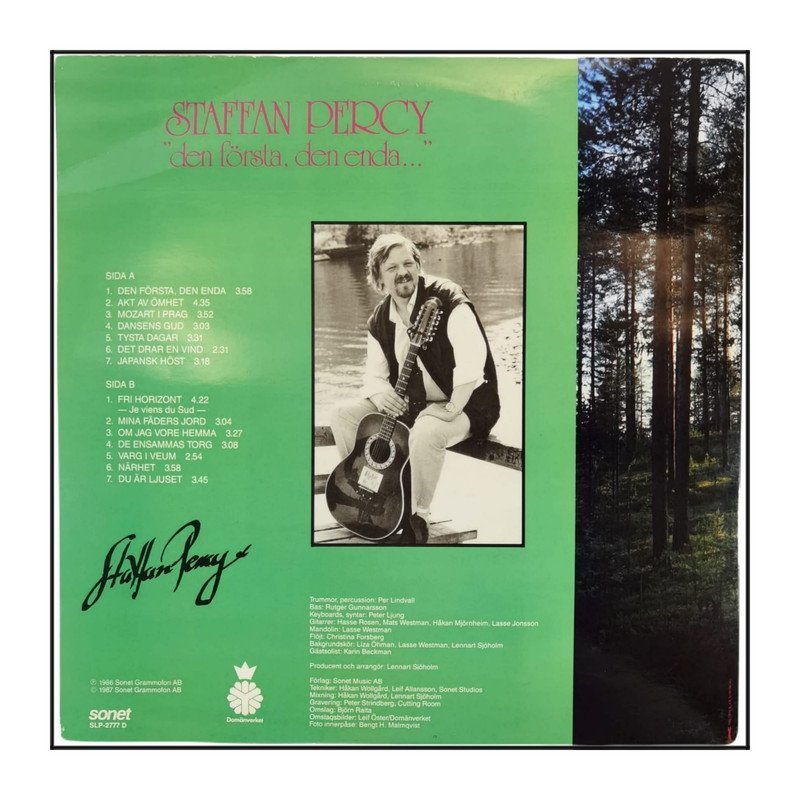 STAFFAN PERCY
"den första, den enda..."
SIDA A
1. DEN FÖRSTA, DEN ENDA 3.58
2. AKT AV ÖMHET 4.35
3. MOZART I PRAG 3.52
4. DANSENS GUD 3.03
5. TYSTA DAGAR 3.31
6. DET DRAR EN VIND 2.31
7. JAPANSK HÖST 3.18
SIDA B
1. FRI HORIZONT 4.22
— Je viens du Sud —
2. MINA FÄDERS JORD 3.04
3. OM JAG VORE HEMMA 3.27
4. DE ENSAMMAS TORG 3.08
5. VARG I VEUM 2.54
6. NÄRHET 3.58
7. DU ÄR LJUSET 3.45
Staffan Percy
Trummor, percussion: Per Lindvall
Bas: Rutger Gunnarsson
Keyboards, syntar: Peter Ljung
Gitarrer: Hasse Rosen, Mats Westman, Håkan Mjörnheim, Lasse Jonsson
Mandolin: Lasse Westman
Flöjt: Christina Forsberg
Bakgrundskör: Liza Öhman, Lasse Westman, Lennart Sjöholm
Gästsolist: Karin Beckman
Producent och arrangör: Lennart Sjöholm
Förlag: Sonet Music AB
Tekniker: Håkan Wollgård, Leif Allansson, Sonet Studios
Mixning: Håkan Wollgård, Lennart Sjöholm
Gravering: Peter Strindberg, Cutting Room
Omslag: Björn Raita
Omslagsbilder: Leif Öster/Domänverket
Foto innerpåse: Bengt H. Malmqvist
℗ 1986 Sonet Grammofon AB
© 1987 Sonet Grammofon AB
sonet
SLP-2777 D
Domänverket